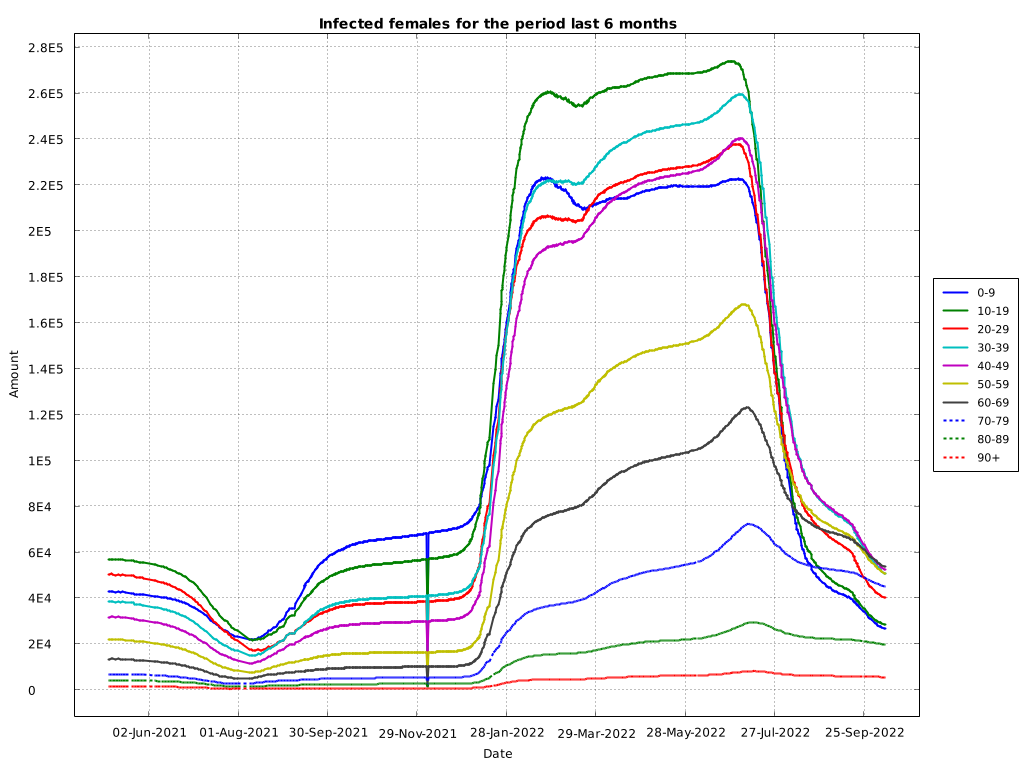 Infected females for the period last 6 months
2.8E5
2.6E5
2.4E5
2.2E5
2E5
1.8E5
1.6E5
1.4E5
1.2E5
1E5
8E4
6E4
4E4
2E4
0
Amount
02-Jun-2021 01-Aug-2021 30-Sep-2021 29-Nov-2021 28-Jan-2022 29-Mar-2022 28-May-2022 27-Jul-2022 25-Sep-2022
Date
0-9
10-19
20-29
30-39
40-49
50-59
60-69
70-79
80-89
90+